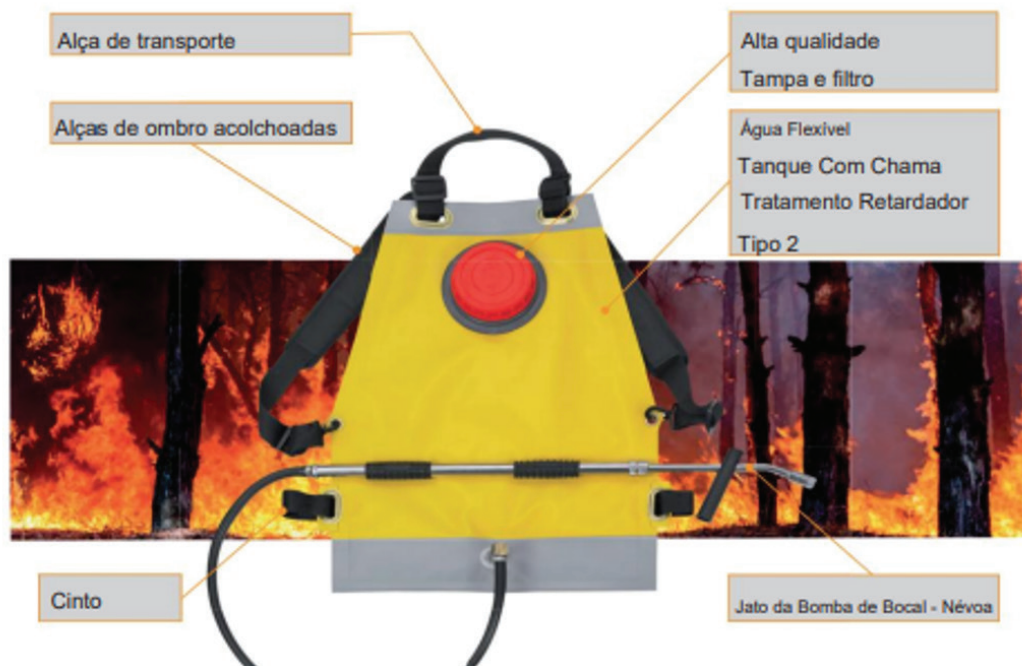 Alça de transporte
Alças de ombro acolchoadas
Alta qualidade
Tampa e filtro
Água Flexível
Tanque Com Chama
Tratamento Retardador
Tipo 2
Cinto
Jato da Bomba de Bocal - Névoa